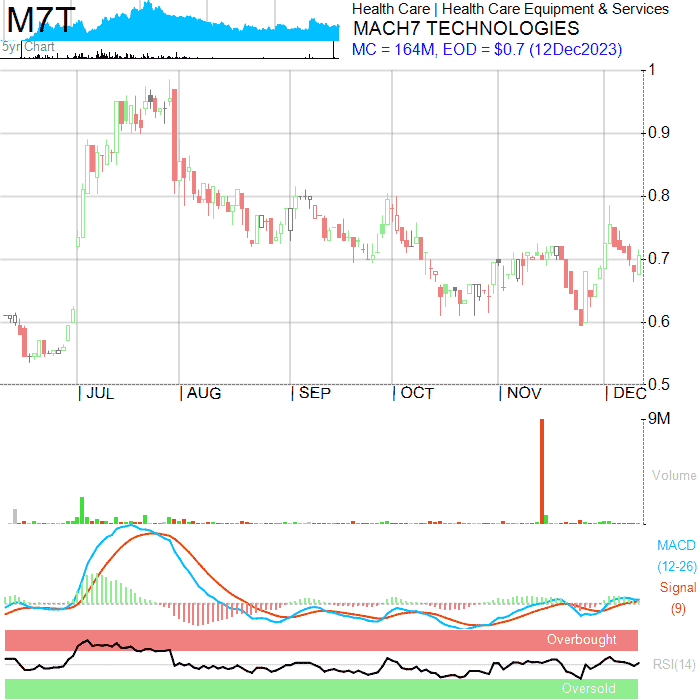 M7T
5yr Chart
Health Care | Health Care Equipment & Services
MACH7 TECHNOLOGIES
MC = 164M, EOD = $0.7 (12Dec2023)
1
0.9
0.8
0.7
0.6
0.5
| JUL | AUG | SEP | OCT | NOV | DEC
9M
Volume
MACD
(12-26)
Signal
(9)
Overbought
RSI(14)
Oversold